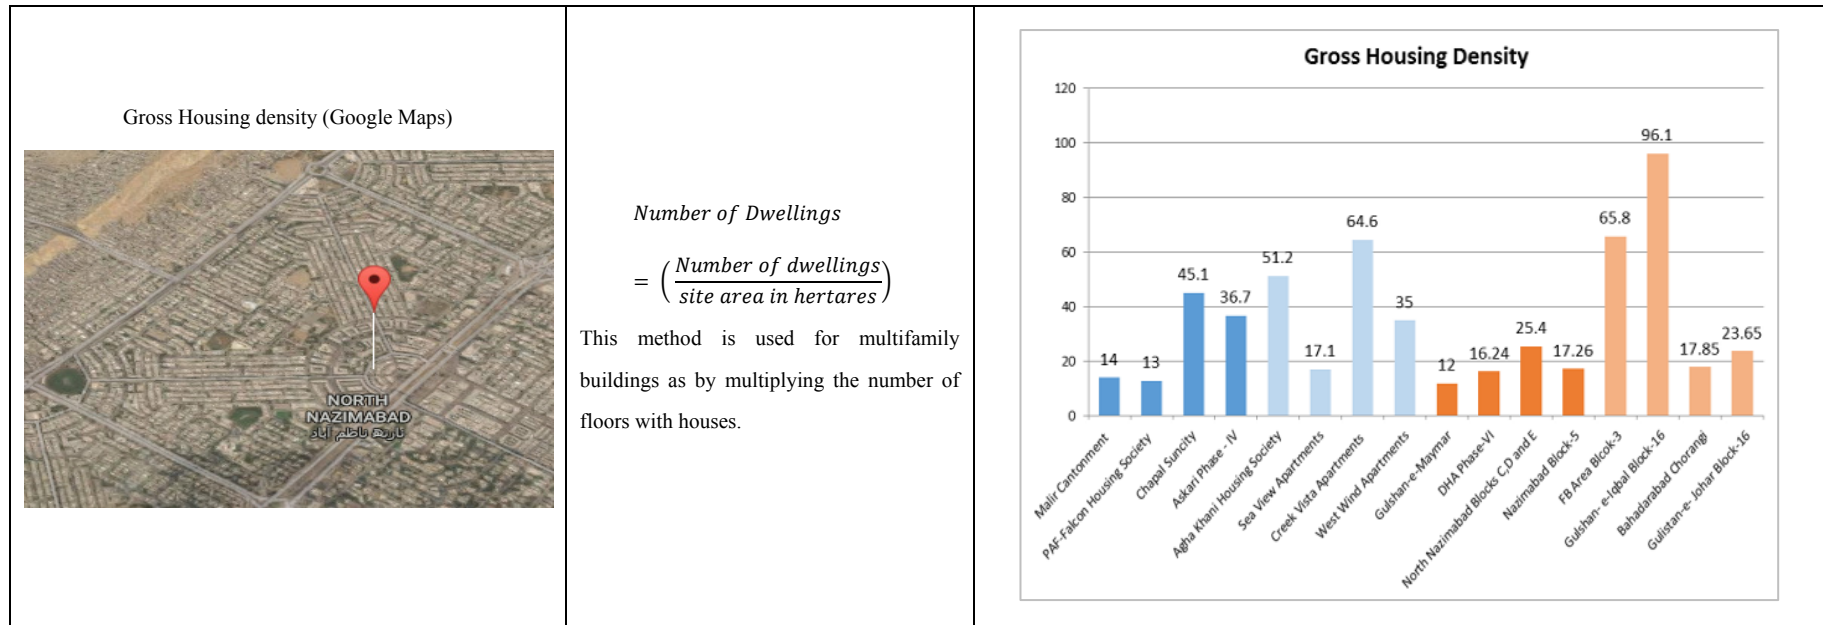 Gross Housing density (Google Maps)
NORTH
NAZIMABAD
Number of Dwellings
= (Number of dwellings
site area in hertares)
This method is used for multifamily
buildings as by multiplying the number of
floors with houses.
Gross Housing Density
120
100
80
60
40
20
0
14
13
45.1
36.7
51.2
17.1
64.6
35
12
16.24
25.4
17.26
65.8
96.1
17.85
23.65
Malir Cantonment
PAF-Falcon Housing Society
Chapal Suncity
Askari Phase - IV
Agha Khani Housing Society
Sea View Apartments
Creek Vista Apartments
West Wind Apartments
Gulshan-e-Maymar
DHA Phase-VI
North Nazimabad Blocks C,D and E
Nazimabad Block-5
FB Area Blcok-3
Gulshan- e-Iqbal Block-16
Bahadarabad Chorangi
Gulistan-e- Johar Block-16